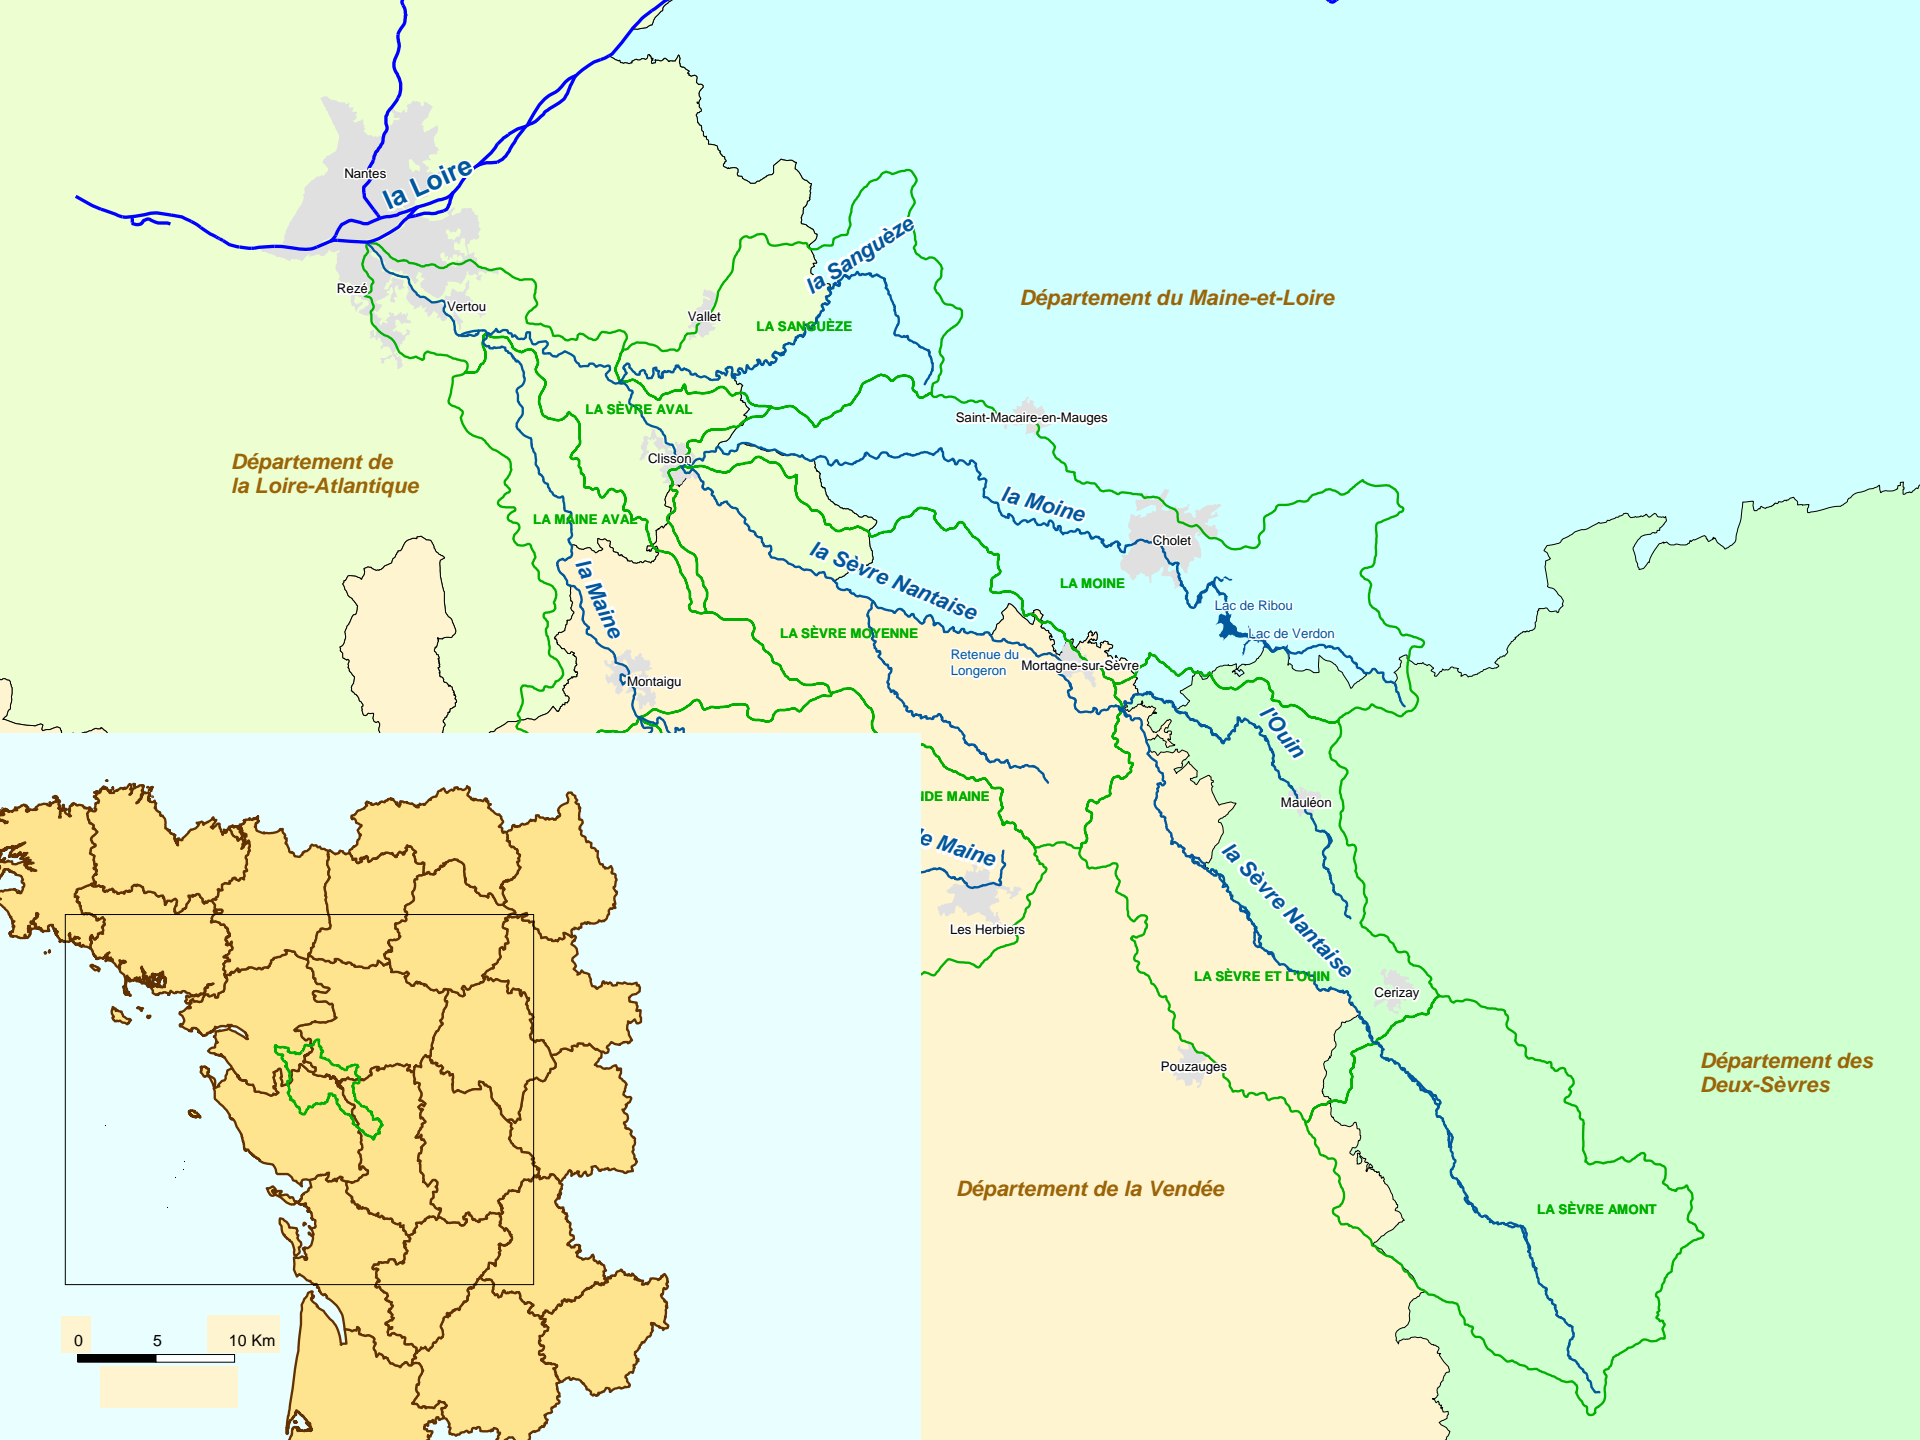 Nantes
la Loire
Rezé
Vertou
Vallet
la Sanguèze
LA SANGUÈZE
Département du Maine-et-Loire
LA SÈVRE AVAL
Saint-Macaire-en-Mauges
Clisson
Département de
la Loire-Atlantique
la Moine
LA MAINE AVAL
Cholet
la Sèvre Nantaise
LA MOINE
la Maine
Lac de Ribou
LA SÈVRE MOYENNE
Lac de Verdon
Retenue du
Longeron
Mortagne-sur-Sèvre
Montaigu
l'Ouin
Mauléon
MAINE
Maine
la Sèvre Nantaise
Les Herbiers
LA SÈVRE ET L'OUIN
Cerizay
Pouzauges
Département des
Deux-Sèvres
Département de la Vendée
LA SÈVRE AMONT
0 5 10 Km